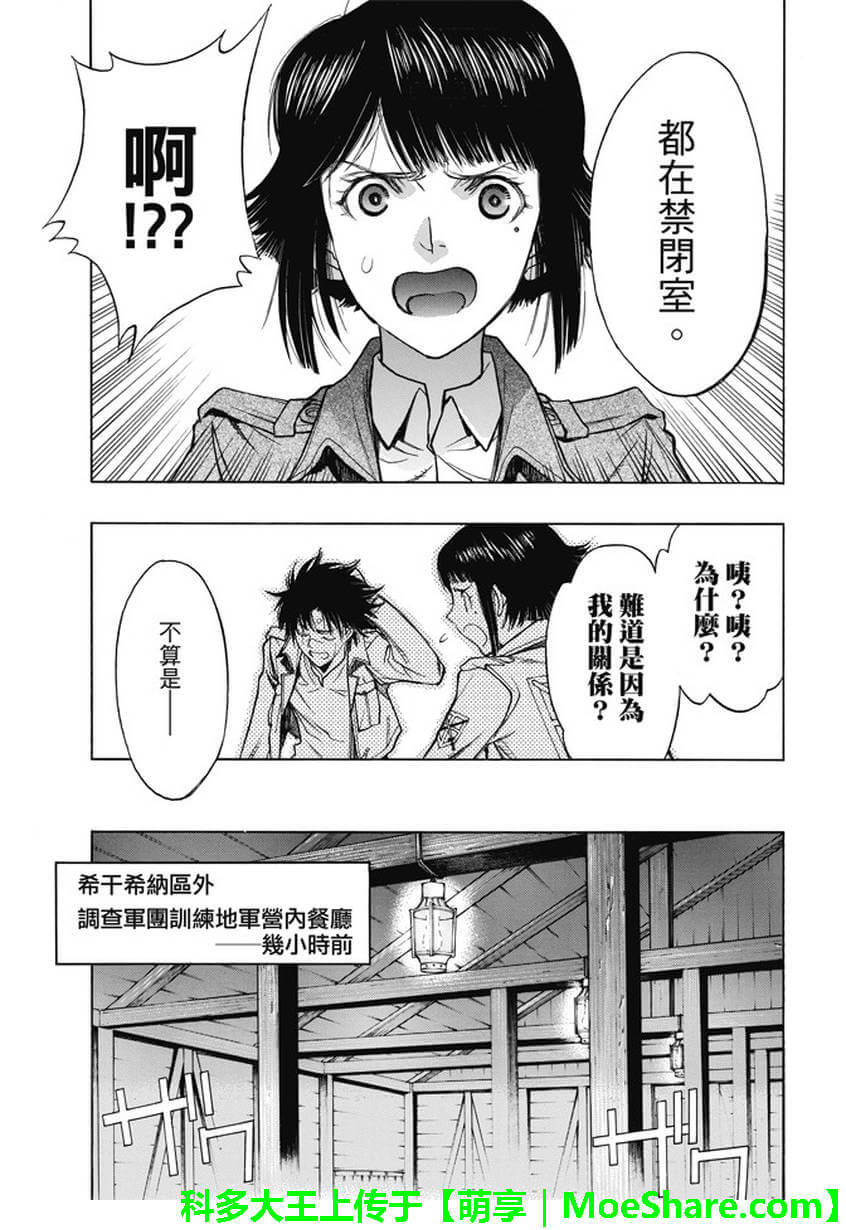 都在禁閉室。
啊
!??
咦?咦?
為什麼?
難道是因為
我的關係?
不算是——
希干希納區外
調查軍團訓練地軍營內餐廳
——幾小時前
ザワ
ザワ
科多大王上传于【萌享|MoeShare.com】